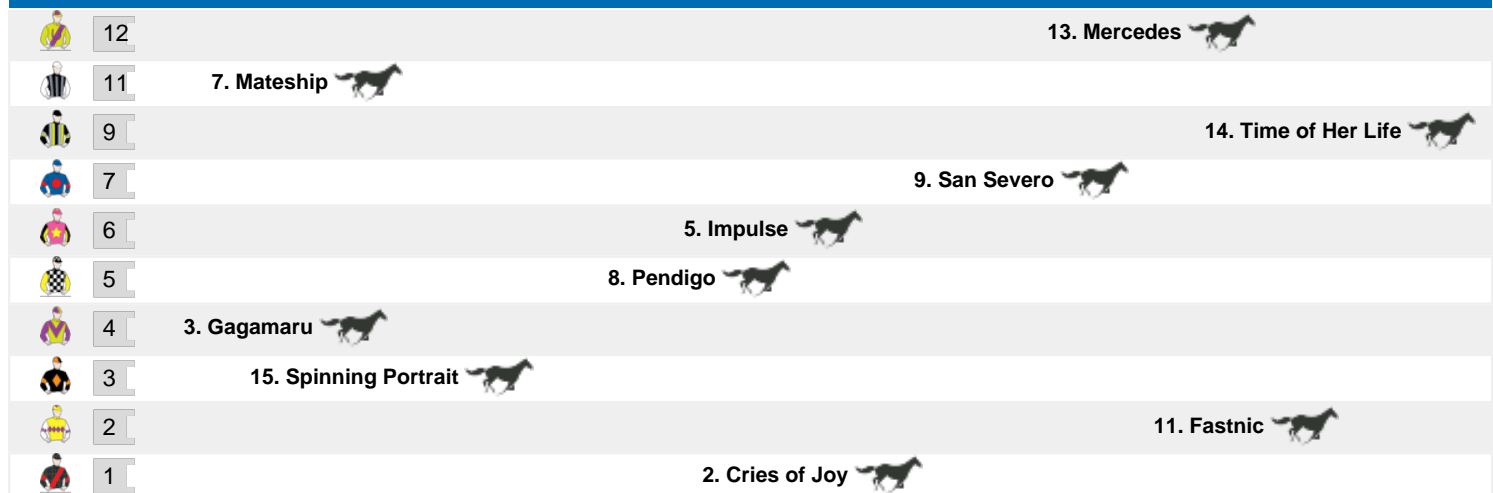 12 13. Mercedes
11 7. Mateship
9 14. Time of Her Life
7 9. San Severo
6 5. Impulse
5 8. Pendigo
4 3. Gagamaru
3 15. Spinning Portrait
2 11. Fastnic
1 2. Cries of Joy